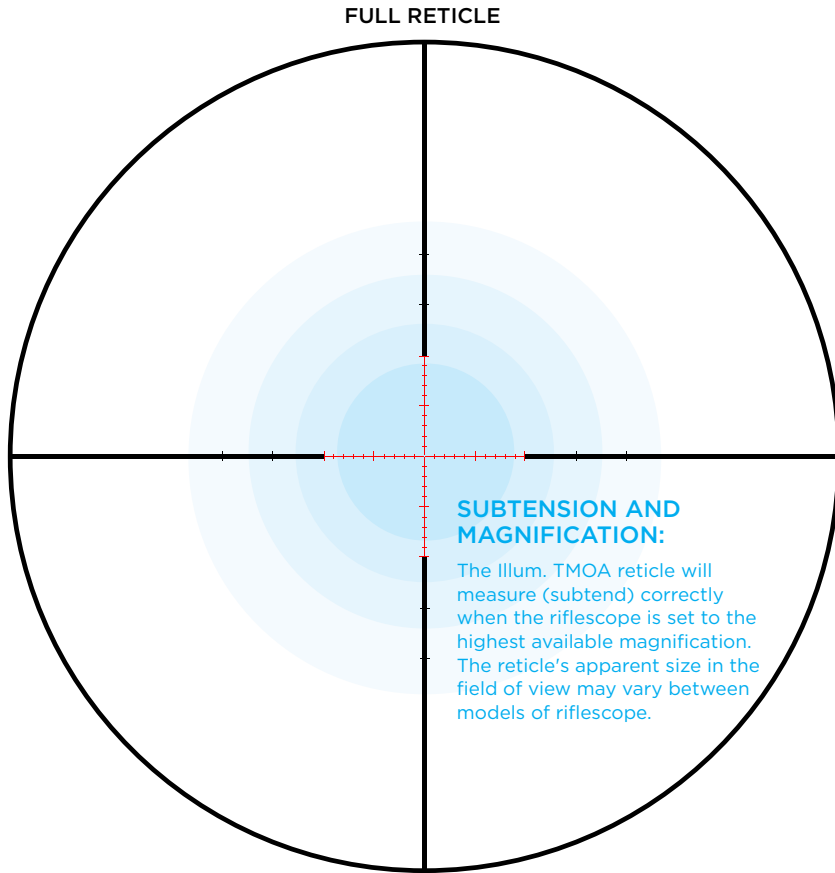 FULL RETICLE
SUBTENSION AND
MAGNIFICATION:
The Illum. TMOA reticle will
measure (subtend) correctly
when the riflescope is set to the
highest available magnification.
The reticle's apparent size in the
field of view may vary between
models of riflescope.